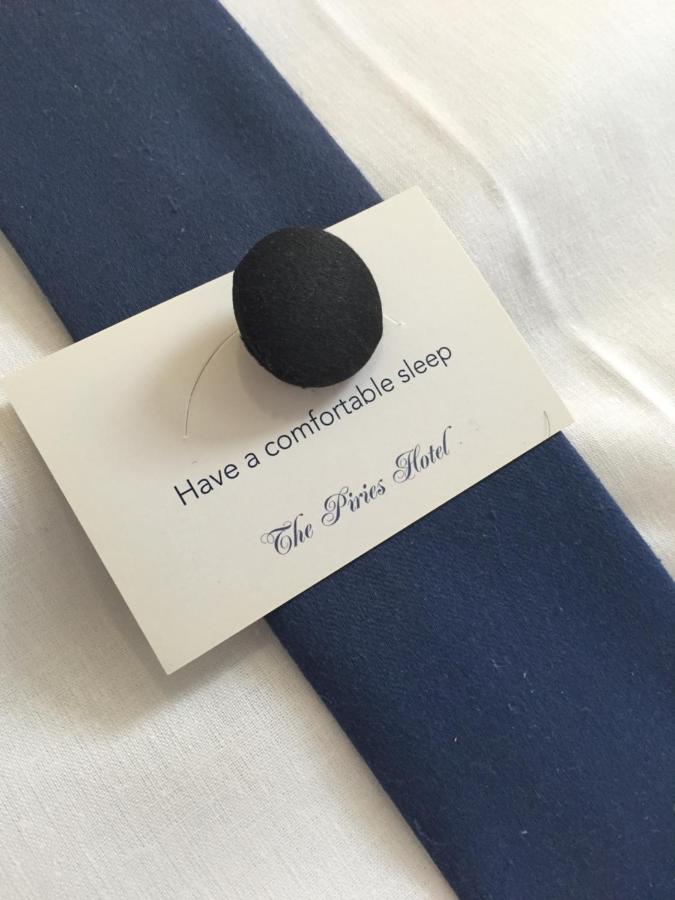 Have a comfortable sleep
The Piries Hotel